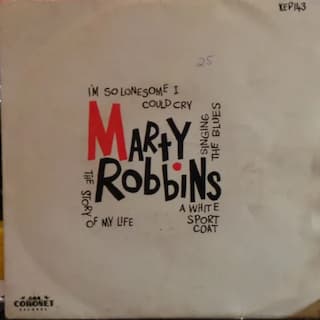 KEP143
25
I'M SO LONESOME I
COULD CRY
MARTY
ROBBINS
SINGING
THE BLUES
THE STORY
OF MY LIFE
A WHITE
SPORT
COAT
CORONET
RECORDS